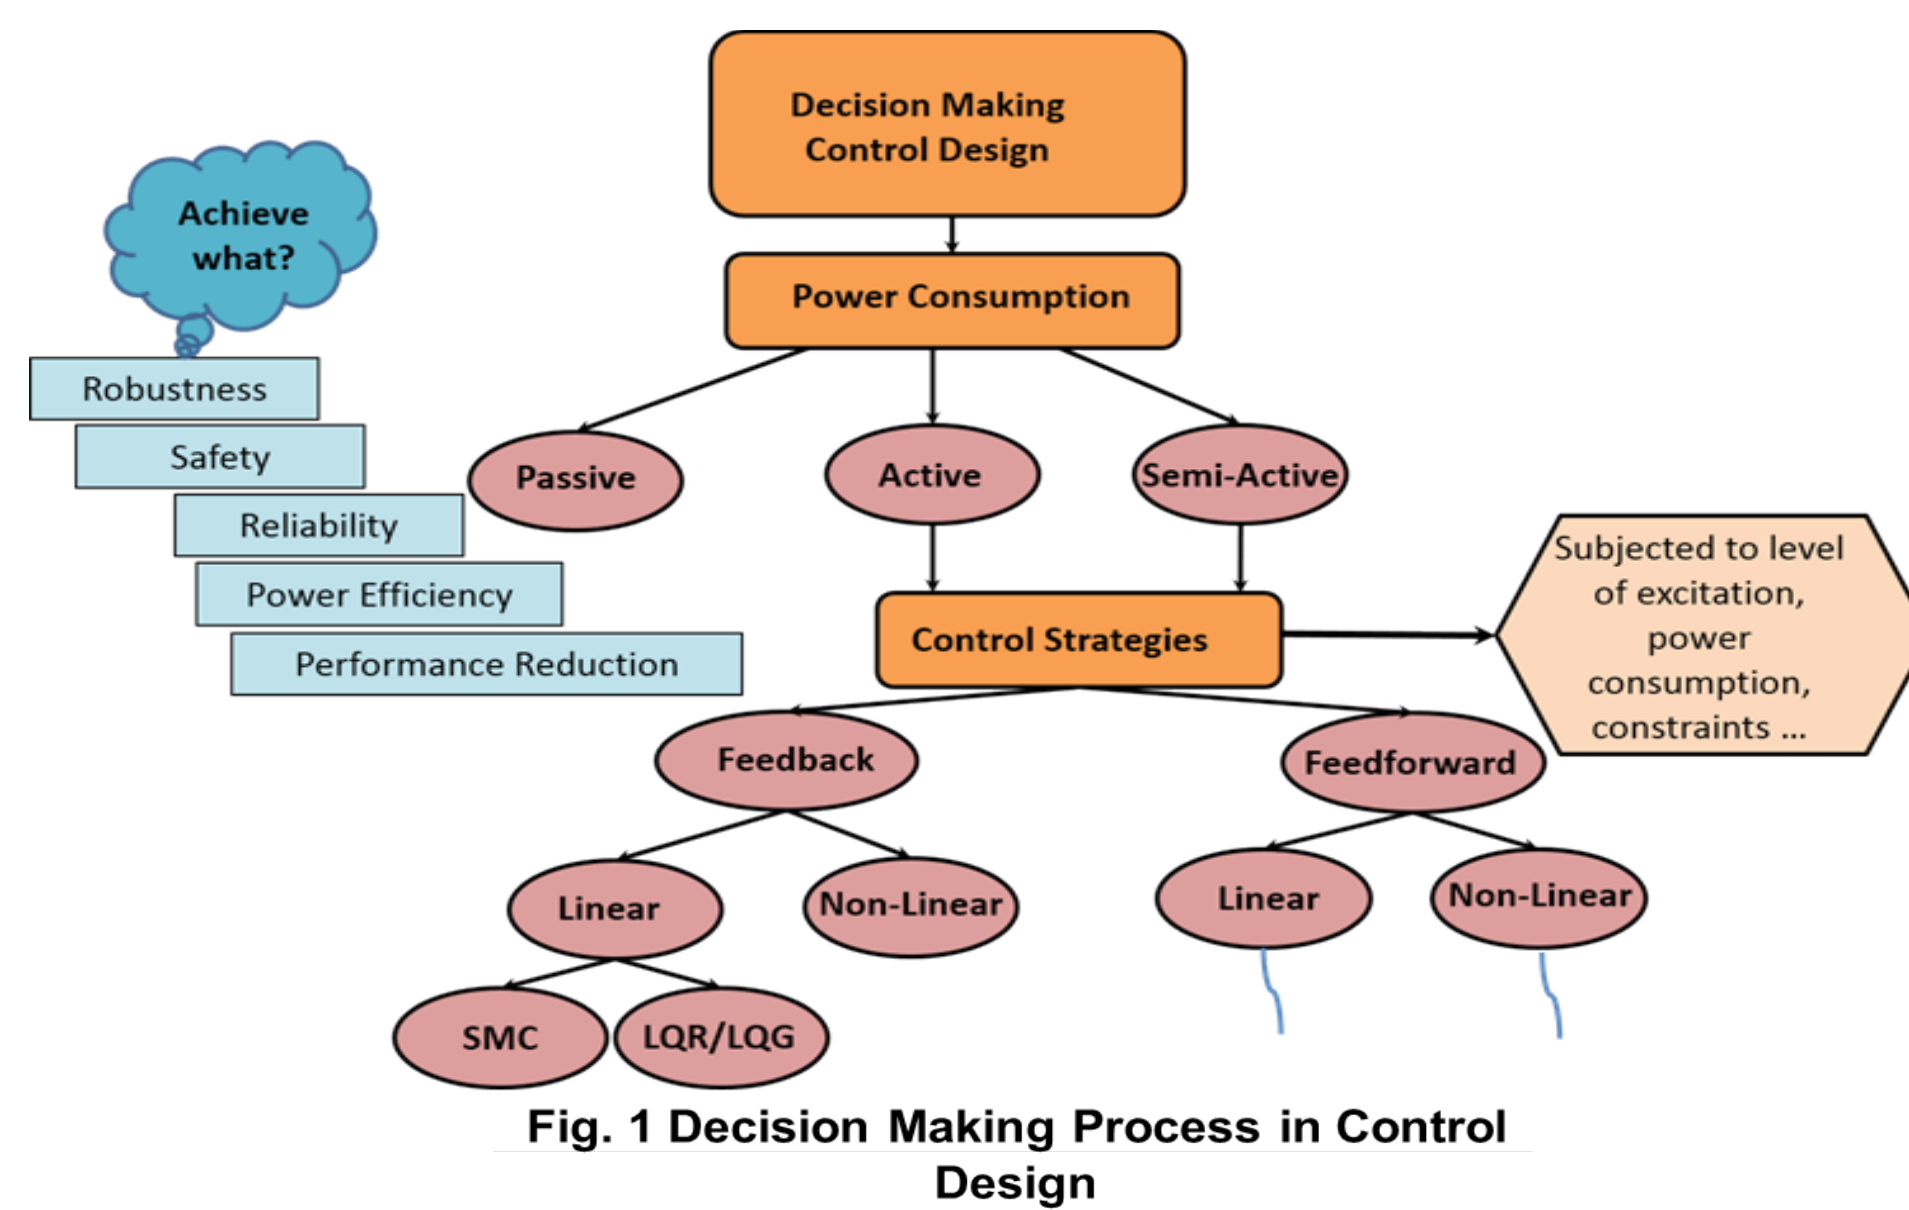 Decision Making
Control Design
Achieve
what?
Power Consumption
Robustness
Safety
Reliability
Power Efficiency
Performance Reduction
Passive
Active
Semi-Active
Control Strategies
Subjected to level
of excitation,
power
consumption,
constraints ...
Feedback
Feedforward
Linear
Non-Linear
Linear
Non-Linear
SMC
LQR/LQG
Fig. 1 Decision Making Process in Control
Design